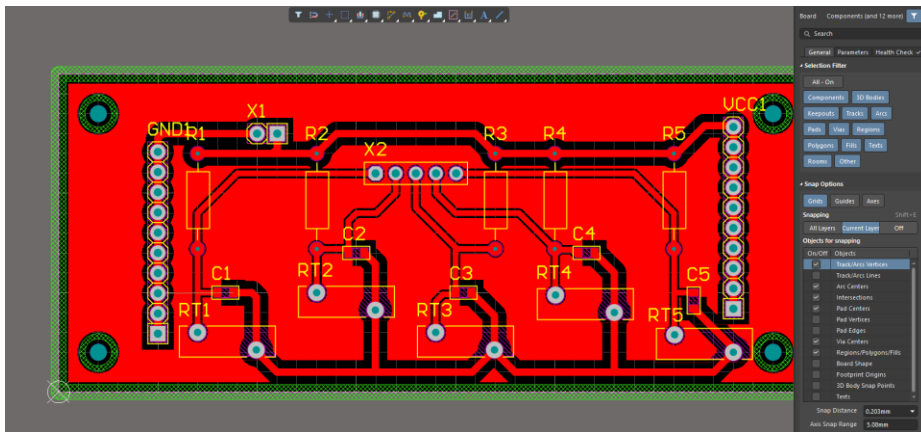 Board Components (and 12 more)
Search
General Parameters Health Check
Selection Filter
All - On
Components 3D Bodies
Keepouts Tracks Arcs
Pads Vias Regions
Polygons Fills Texts
Rooms Other
Snap Options
Grids Guides Axes
Snapping Shift+E
All Layers Current Layer Off
Objects for snapping
On/Off Objects
Track/Arcs Vertices
Track/Arcs Lines
Arc Centers
Intersections
Pad Centers
Pad Vertices
Pad Edges
Via Centers
Regions/Polygons/Fills
Board Shape
Footprint Origins
3D Body Snap Points
Texts
Snap Distance 0.203mm
Axis Snap Range 5.08mm
X1
VCC1
GND1 R1 R2 R3 R4 R5
X2
C2 C4
RT2 RT4
C1 C3 C5
RT1 RT3 RT5